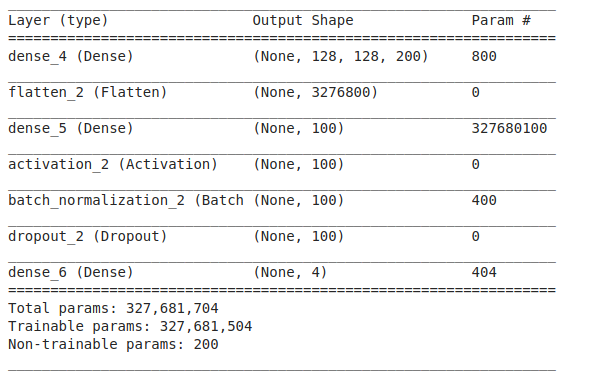 Layer (type) Output Shape Param #
dense_4 (Dense) (None, 128, 128, 200) 800
flatten_2 (Flatten) (None, 3276800) 0
dense_5 (Dense) (None, 100) 327680100
activation_2 (Activation) (None, 100) 0
batch_normalization_2 (Batch (None, 100) 400
dropout_2 (Dropout) (None, 100) 0
dense_6 (Dense) (None, 4) 404
Total params: 327,681,704
Trainable params: 327,681,504
Non-trainable params: 200